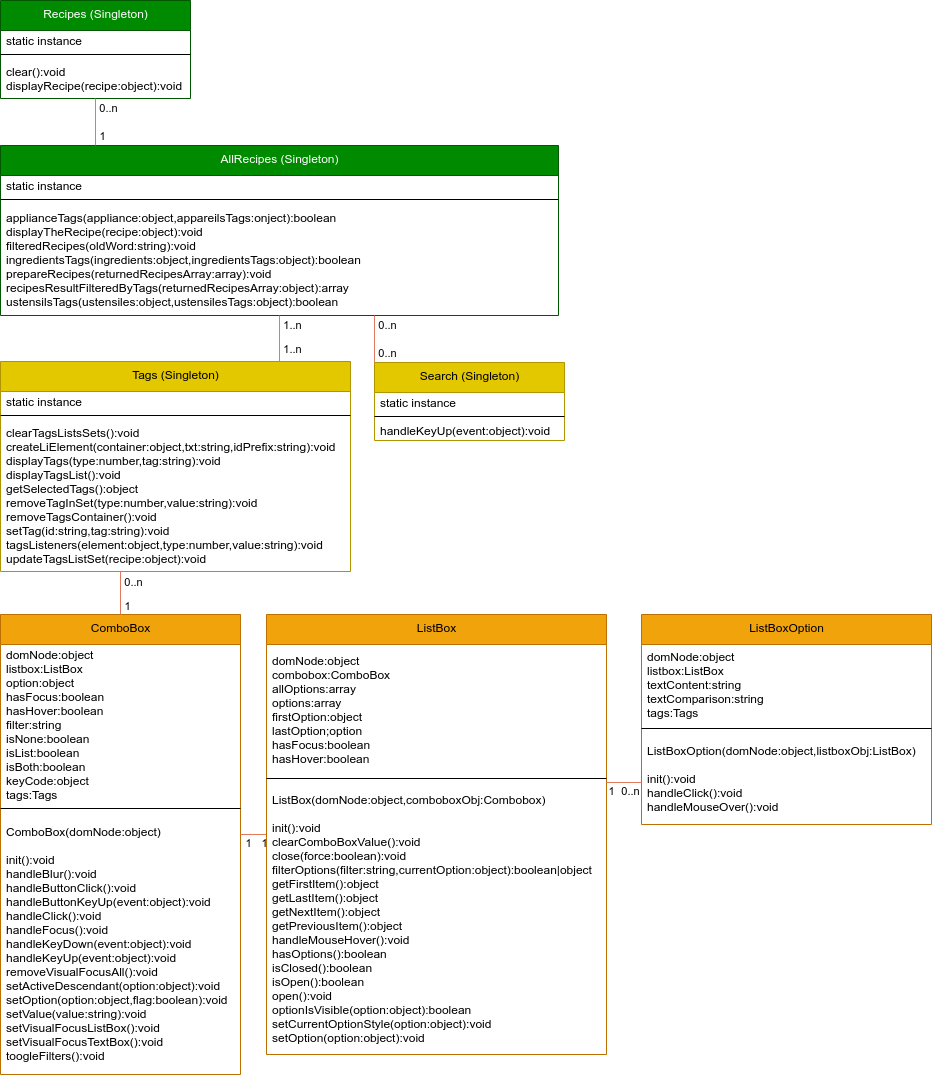 Recipes (Singleton)
static instance
clear():void
displayRecipe(recipe:object):void
0..n
1
AllRecipes (Singleton)
static instance
applianceTags(appliance:object,appareilsTags:onject):boolean
displayTheRecipe(recipe:object):void
filteredRecipes(oldWord:string):void
ingredientsTags(ingredients:object,ingredientsTags:object):boolean
prepareRecipes(returnedRecipesArray:array):void
recipesResultFilteredByTags(returnedRecipesArray:object):array
ustensilsTags(ustensiles:object,ustensilesTags:object):boolean
1..n
1..n
0..n
0..n
Tags (Singleton)
static instance
clearTagsListsSets():void
createLiElement(container:object,txt:string,idPrefix:string):void
displayTags(type:number,tag:string):void
displayTagsList():void
getSelectedTags():object
removeTagInSet(type:number,value:string):void
removeTagsContainer():void
setTag(id:string,tag:string):void
tagsListeners(element:object,type:number,value:string):void
updateTagsListSet(recipe:object):void
Search (Singleton)
static instance
handleKeyUp(event:object):void
0..n
1
ComboBox
domNode:object
listbox:ListBox
option:object
hasFocus:boolean
hasHover:boolean
filter:string
isNone:boolean
isList:boolean
isBoth:boolean
keyCode:object
tags:Tags
ComboBox(domNode:object)
init():void
handleBlur():void
handleButtonClick():void
handleButtonKeyUp(event:object):void
handleClick():void
handleFocus():void
handleKeyDown(event:object):void
handleKeyUp(event:object):void
removeVisualFocusAll():void
setActiveDescendant(option:object):void
setOption(option:object,flag:boolean):void
setValue(value:string):void
setVisualFocusListBox():void
setVisualFocusTextBox():void
toogleFilters():void
1
1
ListBox
domNode:object
combobox:ComboBox
allOptions:array
options:array
firstOption:object
lastOption;option
hasFocus:boolean
hasHover:boolean
ListBox(domNode:object,comboboxObj:Combobox)
init():void
clearComboBoxValue():void
close(force:boolean):void
filterOptions(filter:string,currentOption:object):boolean|object
getFirstItem():object
getLastItem():object
getNextItem():object
getPreviousItem():object
handleMouseHover():void
hasOptions():boolean
isClosed():boolean
isOpen():boolean
open():void
optionIsVisible(option:object):boolean
setCurrentOptionStyle(option:object):void
setOption(option:object):void
1
0..n
ListBoxOption
domNode:object
listbox:ListBox
textContent:string
textComparison:string
tags:Tags
ListBoxOption(domNode:object,listboxObj:ListBox)
init():void
handleClick():void
handleMouseOver():void